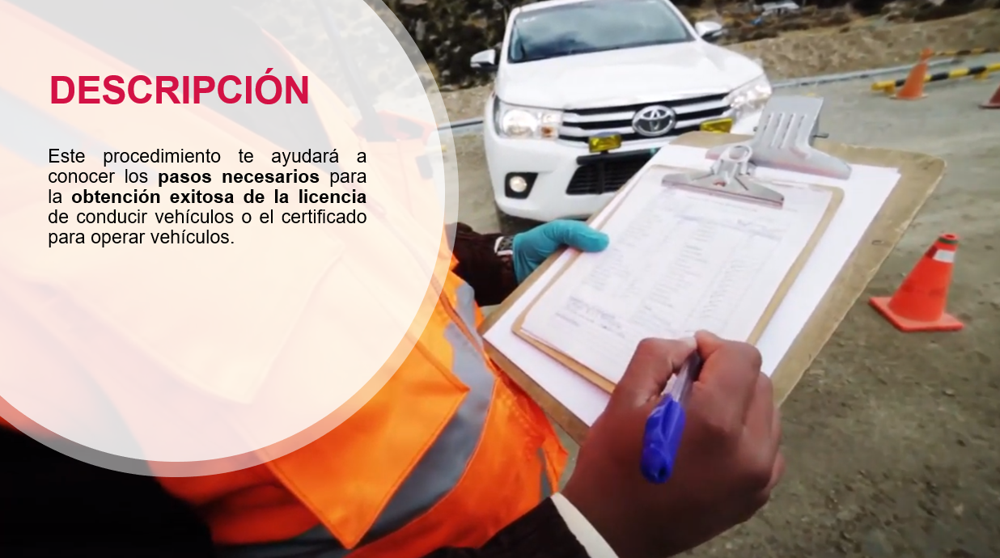 DESCRIPCIÓN
Este procedimiento te ayudará a
conocer los pasos necesarios para
la obtención exitosa de la licencia
de conducir vehículos o el certificado
para operar vehículos.